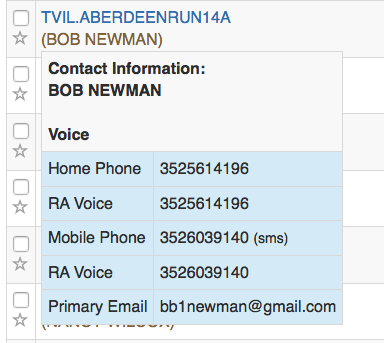 TVIL.ABERDEENRUN14A
(BOB NEWMAN)
Contact Information:
BOB NEWMAN
Voice
Home Phone 3525614196
RA Voice 3525614196
Mobile Phone 3526039140 (sms)
RA Voice 3526039140
Primary Email bb1newman@gmail.com